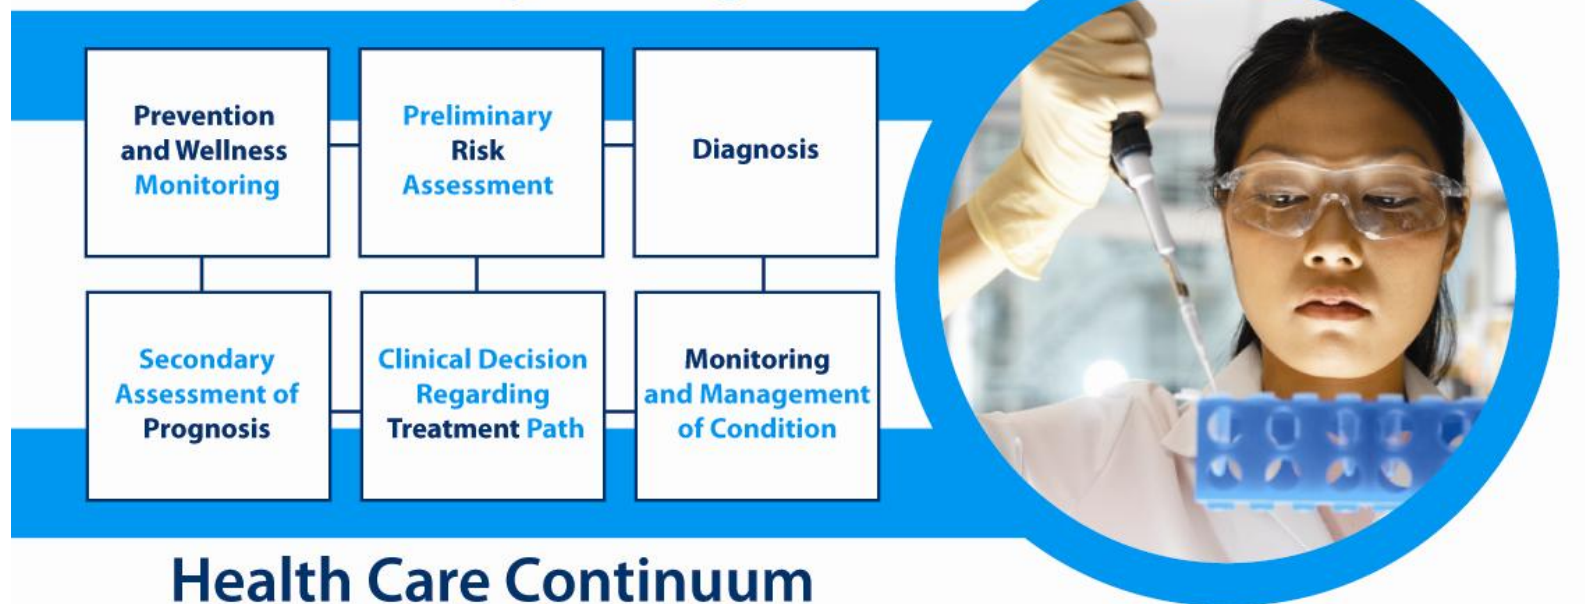 Prevention
and Wellness
Monitoring
Preliminary
Risk
Assessment
Diagnosis
Secondary
Assessment of
Prognosis
Clinical Decision
Regarding
Treatment Path
Monitoring
and Management
of Condition
Health Care Continuum